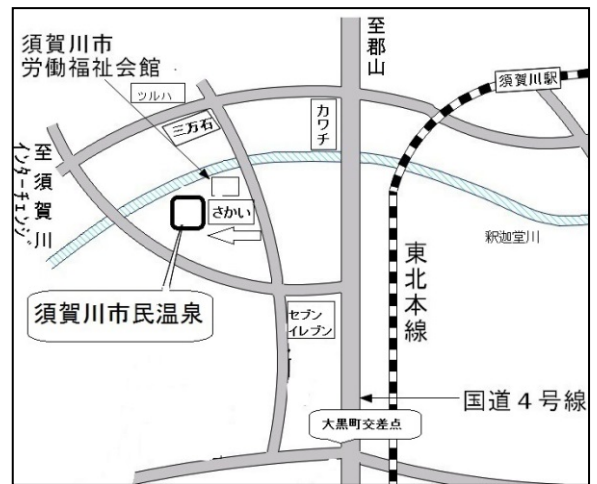 須賀川市
労働福祉会館
至郡山
須賀川駅
ツルハ
三万石
カワチ
至須賀川
インターチェンジ
さかい
釈迦堂川
東北本線
須賀川市民温泉
セブン
イレブン
国道4号線
大黒町交差点